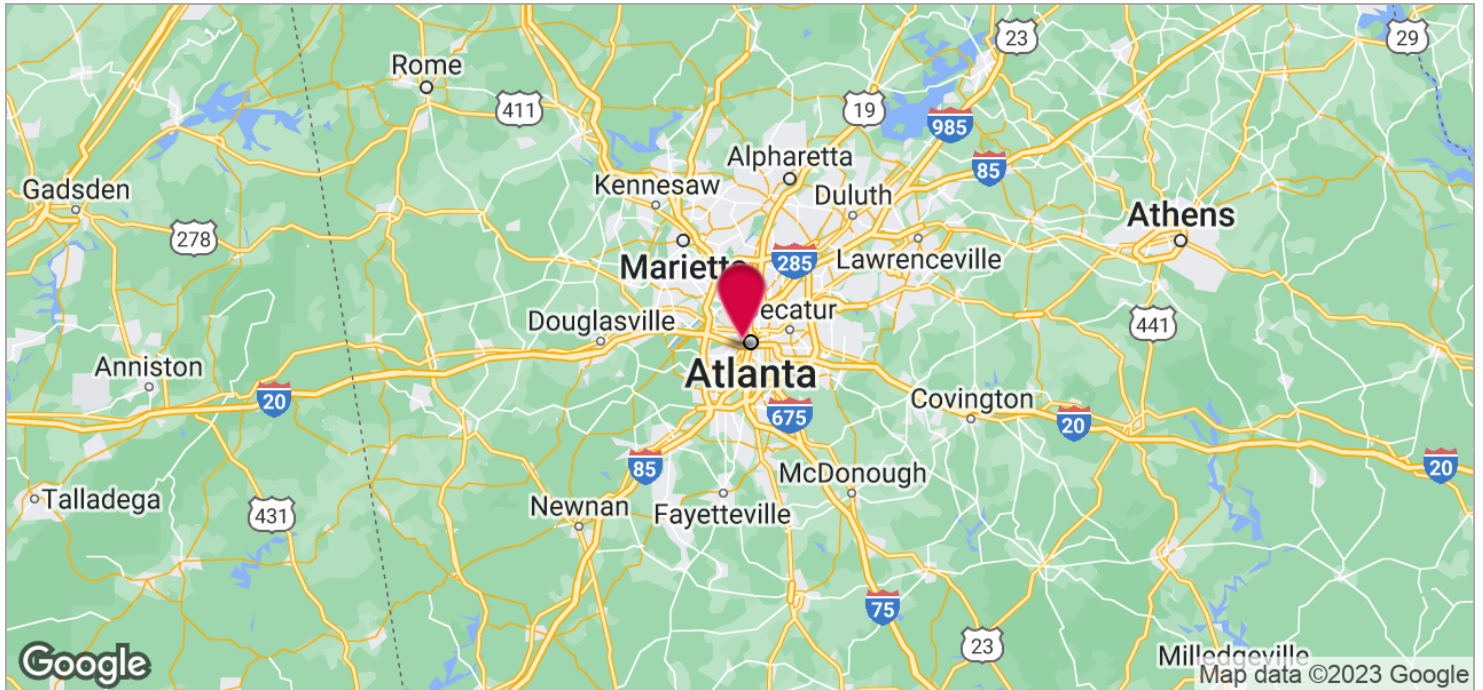 23
29
Rome
411
19
985
Alpharetta
85
Kennesaw
Duluth
Gadsden
Athens
278
Marietta
285
Lawrenceville
ecatur
Douglasville
441
Anniston
Atlanta
20
Covington
675
20
85
McDonough
20
Talladega
Newnan
Fayetteville
431
75
23
Milledgeville
Google
Map data ©2023 Google